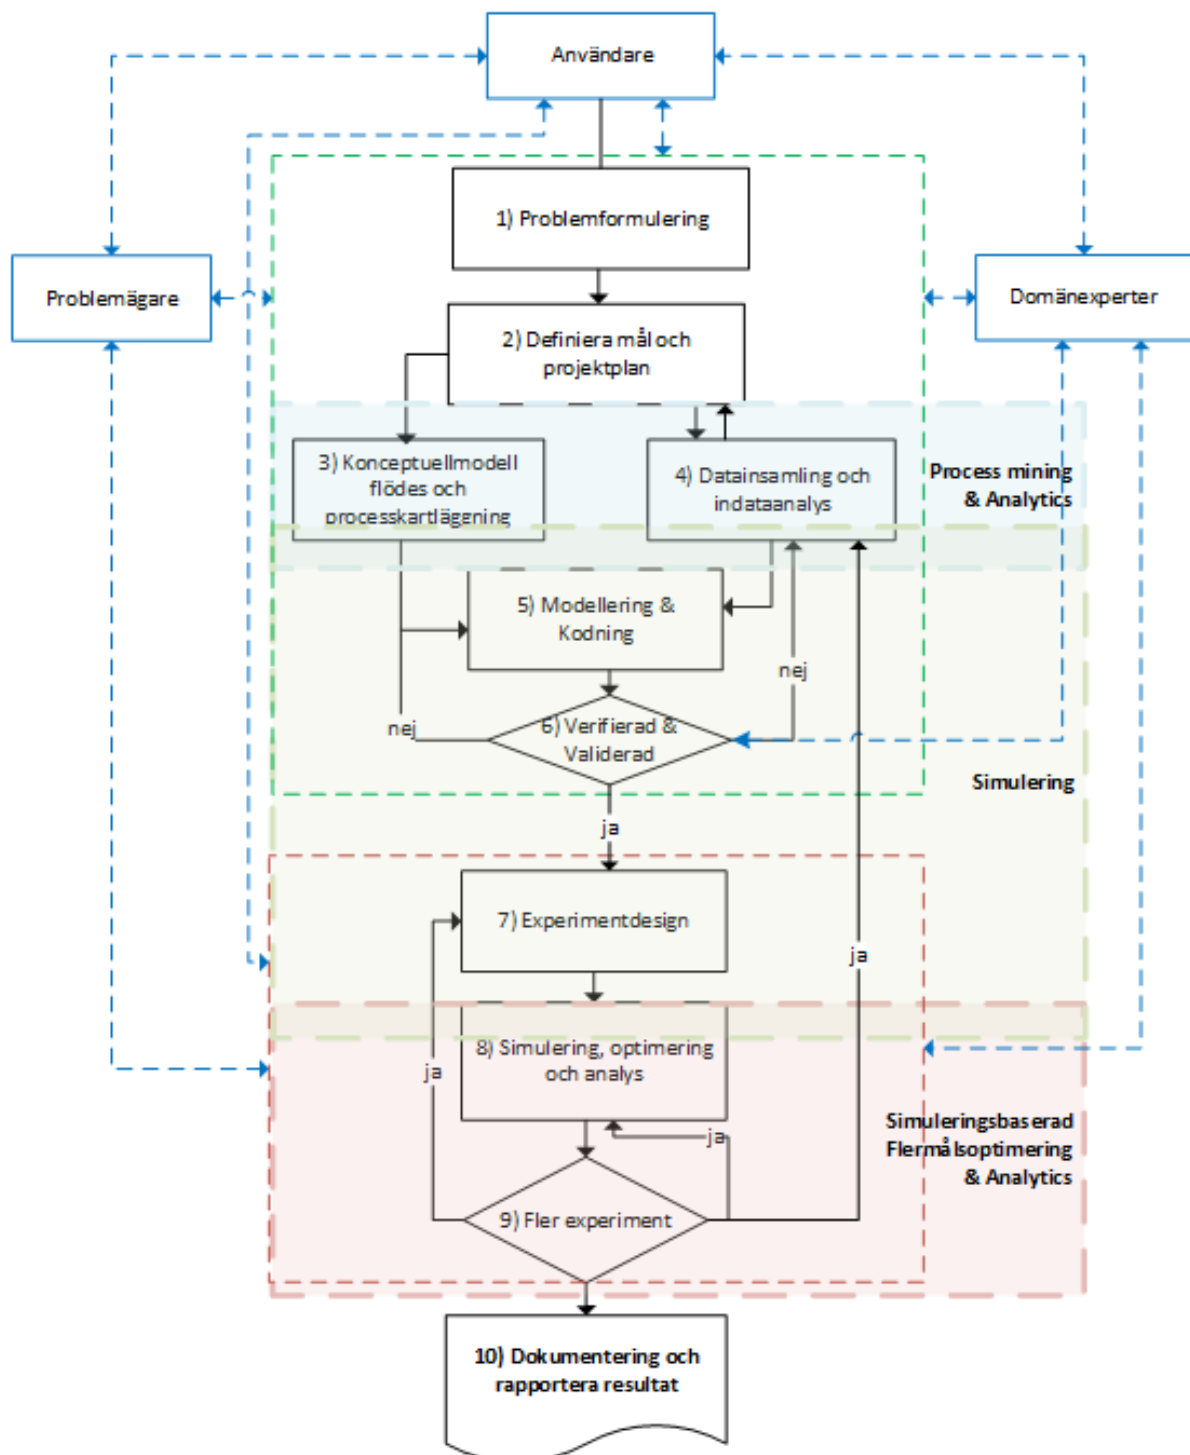 Användare
1) Problemformulering
Problemägare
Domänexperter
2) Definiera mål och
projektplan
3) Konceptuellmodell
flödes och
processkartläggning
4) Datainsamling och
indataanalys
Process mining
& Analytics
5) Modellering &
Kodning
nej
nej
6) Verifierad &
Validerad
Simulering
ja
7) Experimentdesign
ja
8) Simulering, optimering
och analys
ja
ja
Simuleringsbaserad
Flermålsoptimering
& Analytics
9) Fler experiment
10) Dokumentering och
rapportera resultat